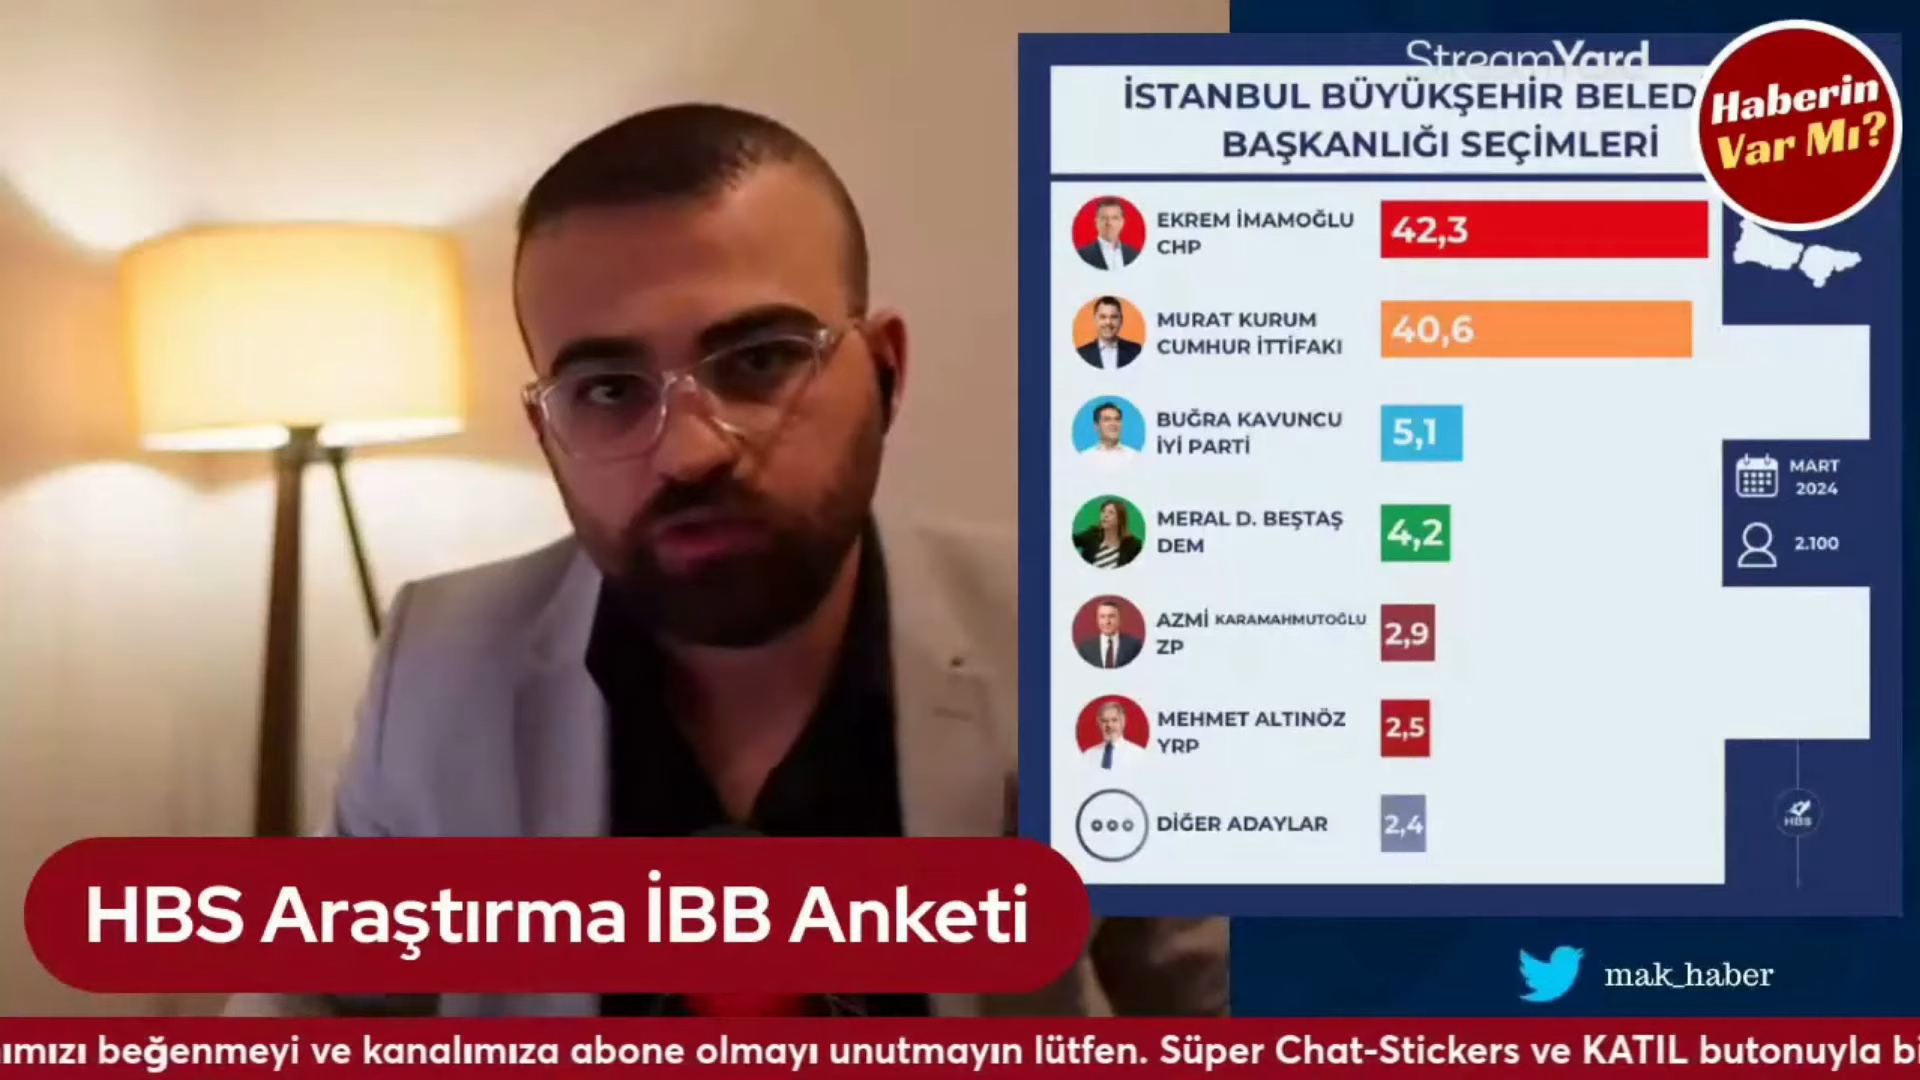 StreamYard
Haberin
Var Mı?
İSTANBUL BÜYÜKŞEHİR BELED
BAŞKANLIĞI SEÇİMLERİ
EKREM İMAMOĞLU
CHP
42,3
MURAT KURUM
CUMHUR İTTİFAKI
40,6
BUĞRA KAVUNCU
İYİ PARTİ
5,1
MERAL D. BEŞTAŞ
DEM
4,2
AZMİ KARAMAHMUTOĞLU
ZP
2,9
MEHMET ALTINÖZ
YRP
2,5
DİĞER ADAYLAR
2,4
MART
2024
2.100
HBS
HBS Araştırma İBB Anketi
mak_haber
ımızı beğenmeyi ve kanalımıza abone olmayı unutmayın lütfen. Süper Chat-Stickers ve KATIL butonuyla bi